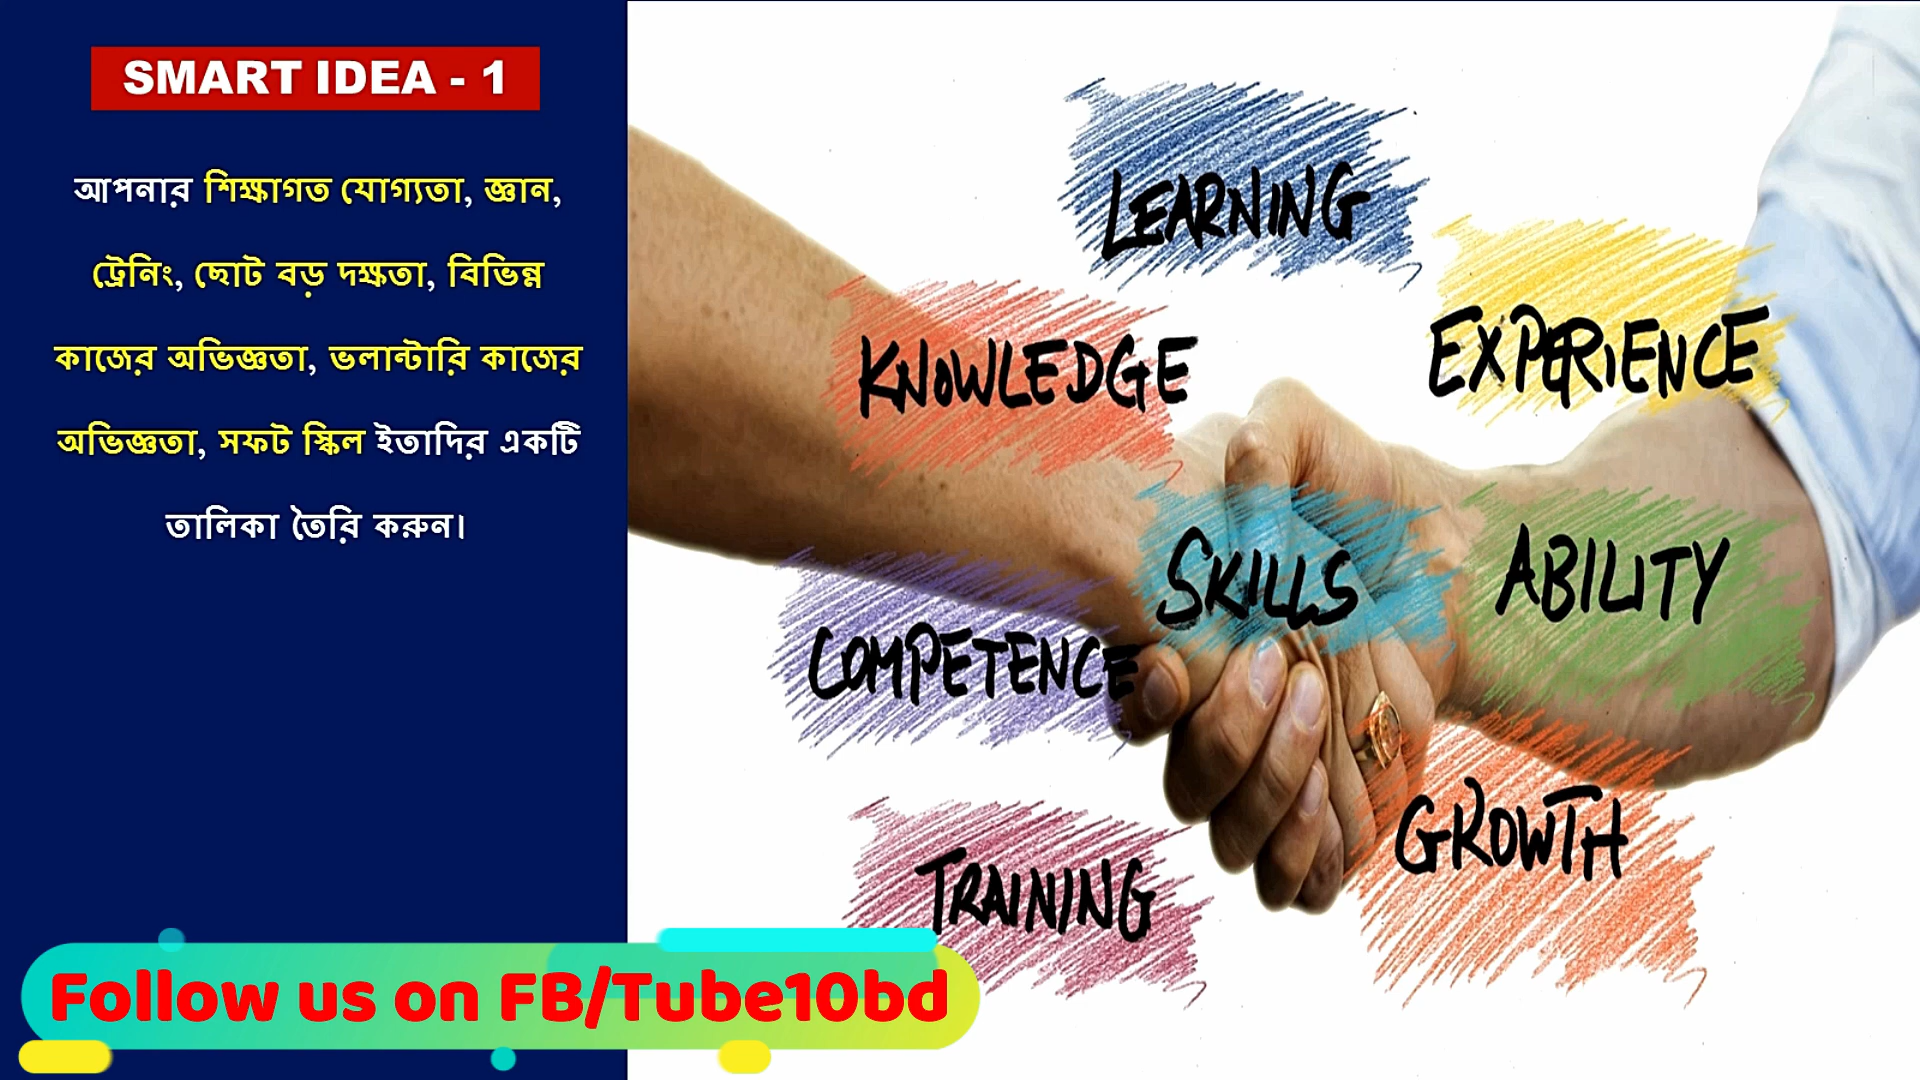 SMART IDEA - 1
আপনার শিক্ষাগত যোগ্যতা, জ্ঞান,
ট্রেনিং, ছোট বড় দক্ষতা, বিভিন্ন
কাজের অভিজ্ঞতা, ভলান্টারি কাজের
অভিজ্ঞতা, সফট স্কিল ইতাদির একটি
তালিকা তৈরি করুন।
LEARNING
EXPERIENCE
KNOWLEDGE
SKILLS
ABILITY
COMPETENCE
GROWTH
TRAINING
Follow us on FB/Tube10bd